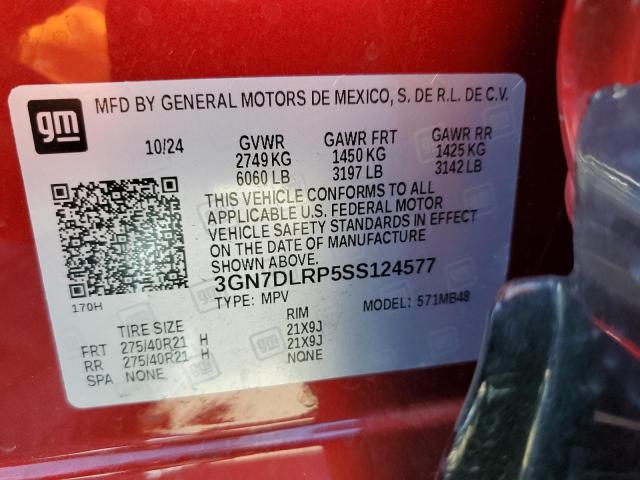 gm
MFD BY GENERAL MOTORS DE MEXICO, S. DE R.L. DE C.V.
10/24 GVWR GAWR FRT GAWR RR
2749 KG 1450 KG 1425 KG
6060 LB 3197 LB 3142 LB
THIS VEHICLE CONFORMS TO ALL
APPLICABLE U.S. FEDERAL MOTOR
VEHICLE SAFETY STANDARDS IN EFFECT
ON THE DATE OF MANUFACTURE
SHOWN ABOVE.
170H
3GN7DLRP5SS124577
TYPE: MPV MODEL: 571MB48
TIRE SIZE RIM
FRT 275/40R21 H 21X9J
RR 275/40R21 H 21X9J
SPA NONE NONE